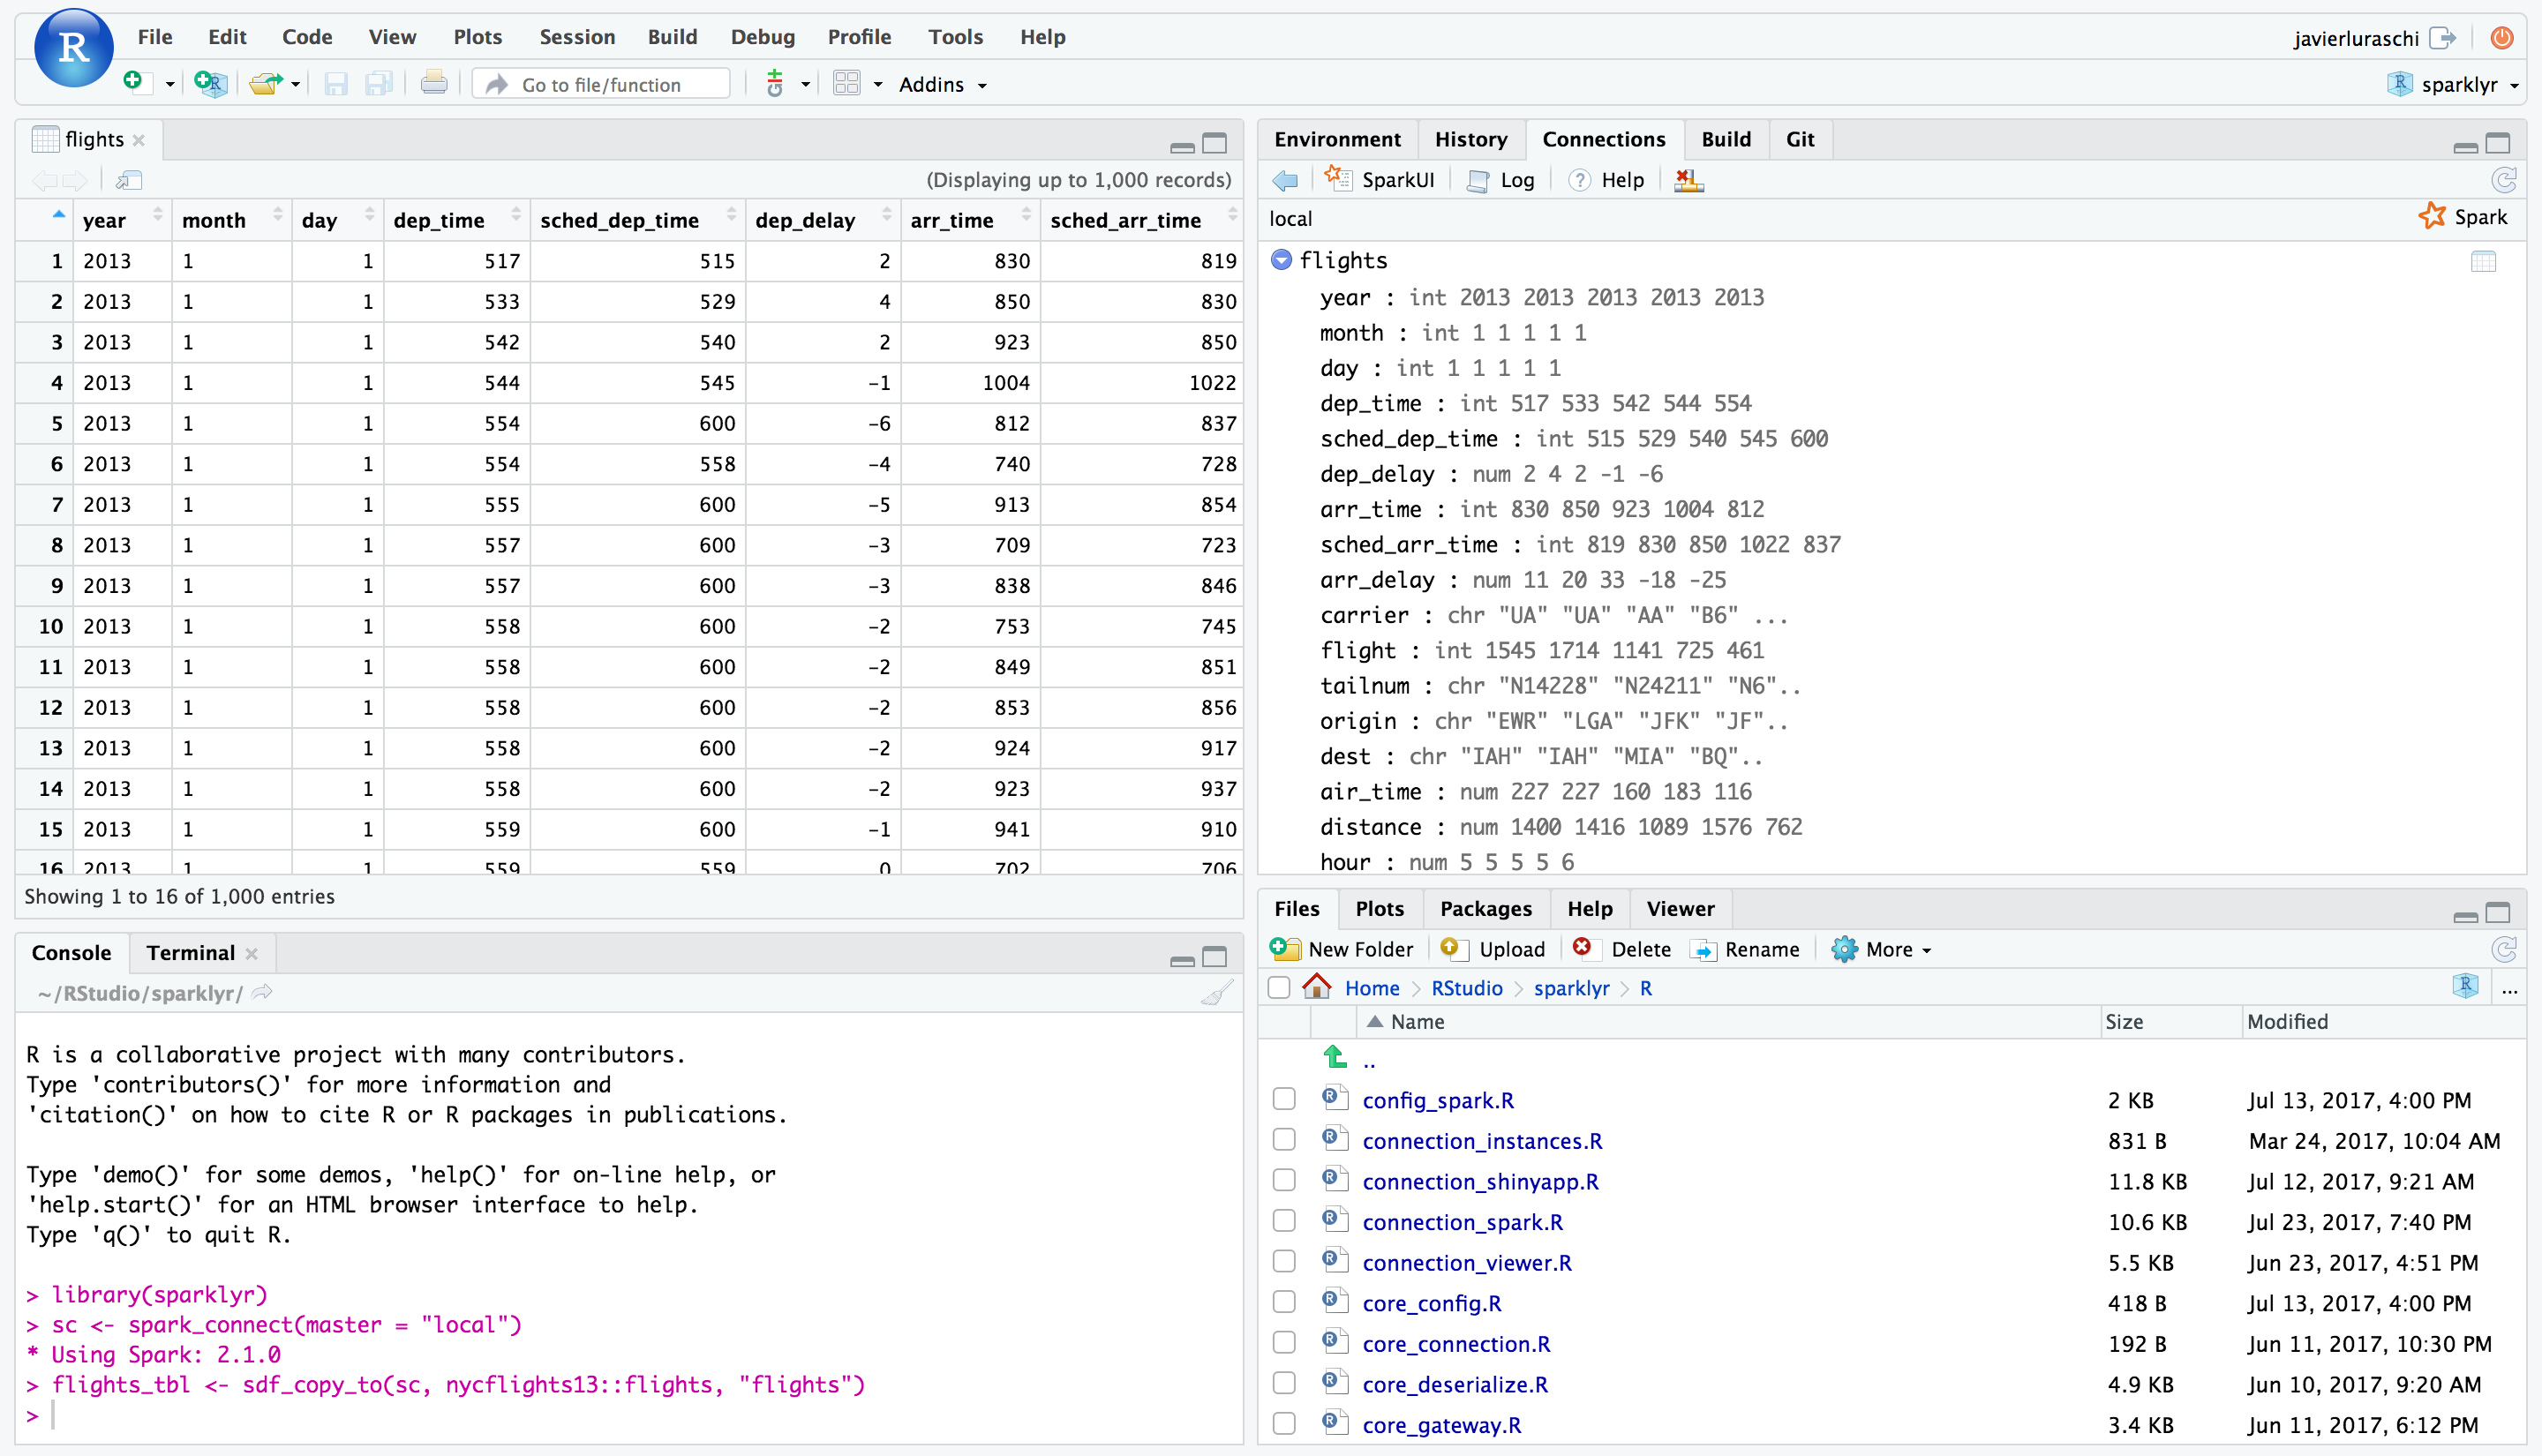 R File Edit Code View Plots Session Build Debug Profile Tools Help javierluraschi
Go to file/function Addins sparklyr
flights
(Displaying up to 1,000 records)
year month day dep_time sched_dep_time dep_delay arr_time sched_arr_time
1 2013 1 1 517 515 2 830 819
2 2013 1 1 533 529 4 850 830
3 2013 1 1 542 540 2 923 850
4 2013 1 1 544 545 -1 1004 1022
5 2013 1 1 554 600 -6 812 837
6 2013 1 1 554 558 -4 740 728
7 2013 1 1 555 600 -5 913 854
8 2013 1 1 557 600 -3 709 723
9 2013 1 1 557 600 -3 838 846
10 2013 1 1 558 600 -2 753 745
11 2013 1 1 558 600 -2 849 851
12 2013 1 1 558 600 -2 853 856
13 2013 1 1 558 600 -2 924 917
14 2013 1 1 558 600 -2 923 937
15 2013 1 1 559 600 -1 941 910
16 2013 1 1 559 559 0 702 706
Showing 1 to 16 of 1,000 entries
Console Terminal
~/RStudio/sparklyr/
R is a collaborative project with many contributors.
Type 'contributors()' for more information and
'citation()' on how to cite R or R packages in publications.
Type 'demo()' for some demos, 'help()' for on-line help, or
'help.start()' for an HTML browser interface to help.
Type 'q()' to quit R.
> library(sparklyr)
> sc <- spark_connect(master = "local")
* Using Spark: 2.1.0
> flights_tbl <- sdf_copy_to(sc, nycflights13::flights, "flights")
>
Environment History Connections Build Git
SparkUI Log Help
local Spark
flights
year : int 2013 2013 2013 2013 2013
month : int 1 1 1 1 1
day : int 1 1 1 1 1
dep_time : int 517 533 542 544 554
sched_dep_time : int 515 529 540 545 600
dep_delay : num 2 4 2 -1 -6
arr_time : int 830 850 923 1004 812
sched_arr_time : int 819 830 850 1022 837
arr_delay : num 11 20 33 -18 -25
carrier : chr "UA" "UA" "AA" "B6" ...
flight : int 1545 1714 1141 725 461
tailnum : chr "N14228" "N24211" "N6"..
origin : chr "EWR" "LGA" "JFK" "JF"..
dest : chr "IAH" "IAH" "MIA" "BQ"..
air_time : num 227 227 160 183 116
distance : num 1400 1416 1089 1576 762
hour : num 5 5 5 5 6
Files Plots Packages Help Viewer
New Folder Upload Delete Rename More
Home > RStudio > sparklyr > R ...
Name Size Modified
..
config_spark.R 2 KB Jul 13, 2017, 4:00 PM
connection_instances.R 831 B Mar 24, 2017, 10:04 AM
connection_shinyapp.R 11.8 KB Jul 12, 2017, 9:21 AM
connection_spark.R 10.6 KB Jul 23, 2017, 7:40 PM
connection_viewer.R 5.5 KB Jun 23, 2017, 4:51 PM
core_config.R 418 B Jul 13, 2017, 4:00 PM
core_connection.R 192 B Jun 11, 2017, 10:30 PM
core_deserialize.R 4.9 KB Jun 10, 2017, 9:20 AM
core_gateway.R 3.4 KB Jun 11, 2017, 6:12 PM